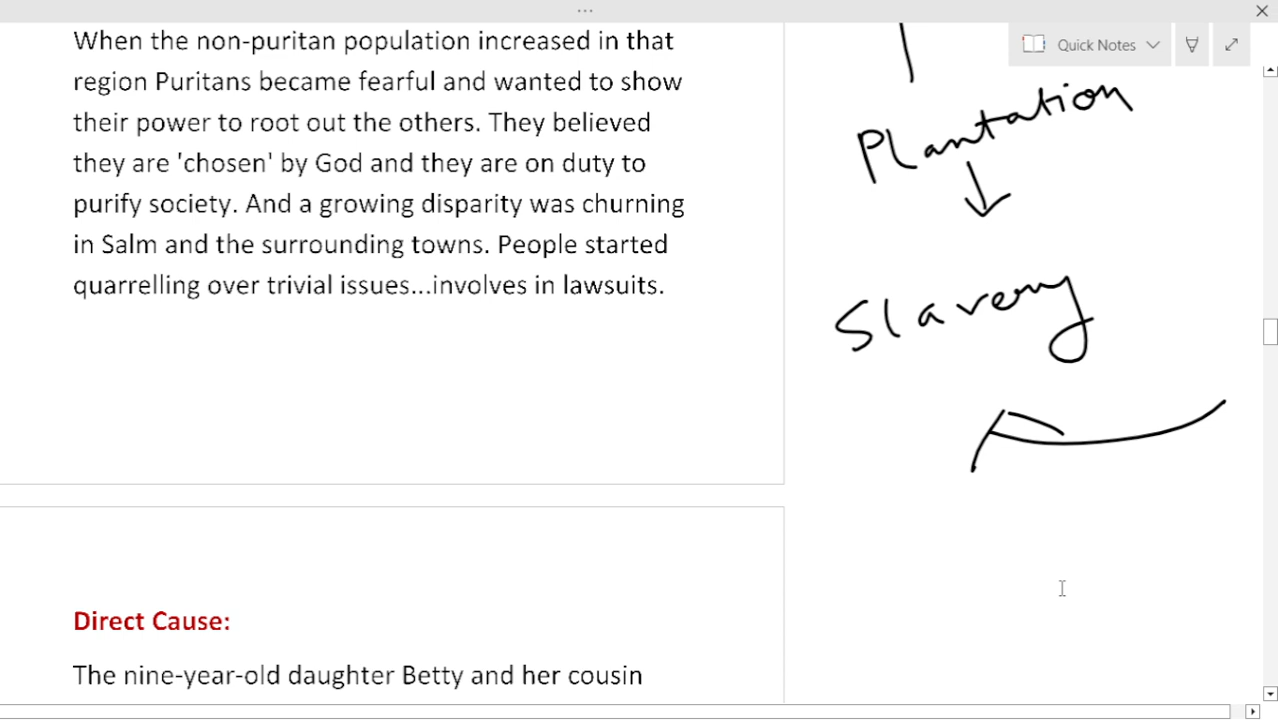 Quick Notes
When the non-puritan population increased in that
region Puritans became fearful and wanted to show
their power to root out the others. They believed
they are 'chosen' by God and they are on duty to
purify society. And a growing disparity was churning
in Salm and the surrounding towns. People started
quarrelling over trivial issues...involves in lawsuits.
Plantation
Slavery
Direct Cause:
The nine-year-old daughter Betty and her cousin